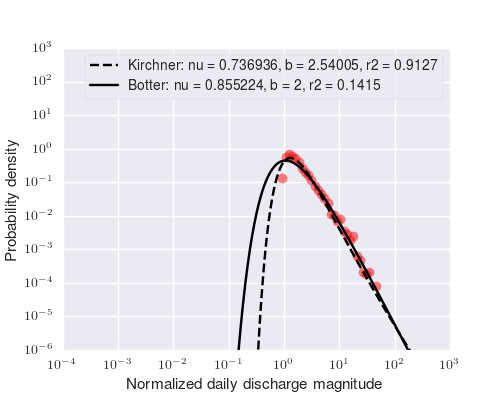 10³
10²
10¹
10⁰
10⁻¹
10⁻²
10⁻³
10⁻⁴
10⁻⁵
10⁻⁶
Probability density
Kirchner: nu = 0.736936, b = 2.54005, r2 = 0.9127
Botter: nu = 0.855224, b = 2, r2 = 0.1415
10⁻⁴ 10⁻³ 10⁻² 10⁻¹ 10⁰ 10¹ 10² 10³
Normalized daily discharge magnitude